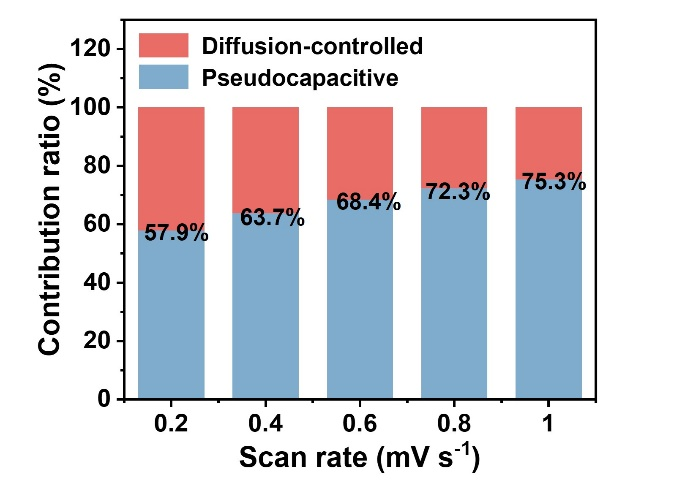 Diffusion-controlled
Pseudocapacitive
Contribution ratio (%)
120
100
80
60
40
20
0
57.9%
63.7%
68.4%
72.3%
75.3%
0.2 0.4 0.6 0.8 1
Scan rate (mV s⁻¹)